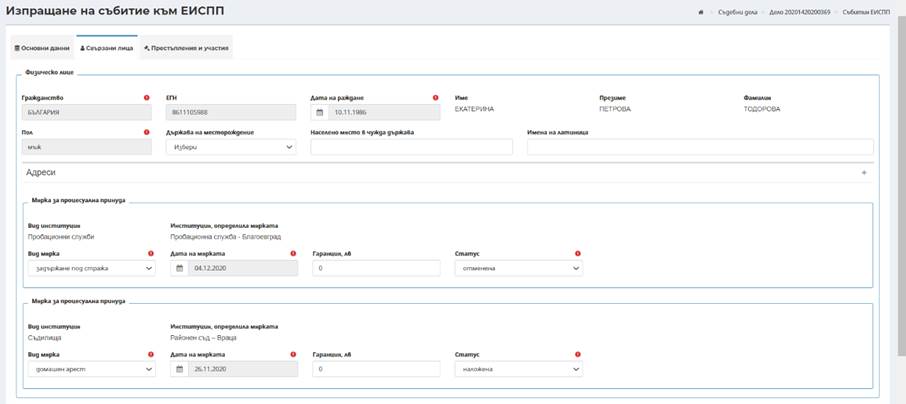 Изпращане на събитие към ЕИСПП
Съдебни дела
Дело 20201420200369
Събития ЕИСПП
Основни данни
Свързани лица
Престъпления и участия
Физическо лице
Гражданство ЕГН Дата на раждане Име Презиме Фамилия
БЪЛГАРИЯ 8611105988 10.11.1986 ЕКАТЕРИНА ПЕТРОВА ТОДОРОВА
Пол Държава на месторождение Населено място в чужда държава Имена на латиница
мъж Избери
Адреси +
Мярка за процесуална принуда
Вид институция Институция, определила мярката
Пробационни служби Пробационна служба - Благоевград
Вид мярка Дата на мярката Гаранция, лв Статус
задържане под стража 04.12.2020 0 отменена
Мярка за процесуална принуда
Вид институция Институция, определила мярката
Съдилища Районен съд – Враца
Вид мярка Дата на мярката Гаранция, лв Статус
домашен арест 26.11.2020 0 наложена